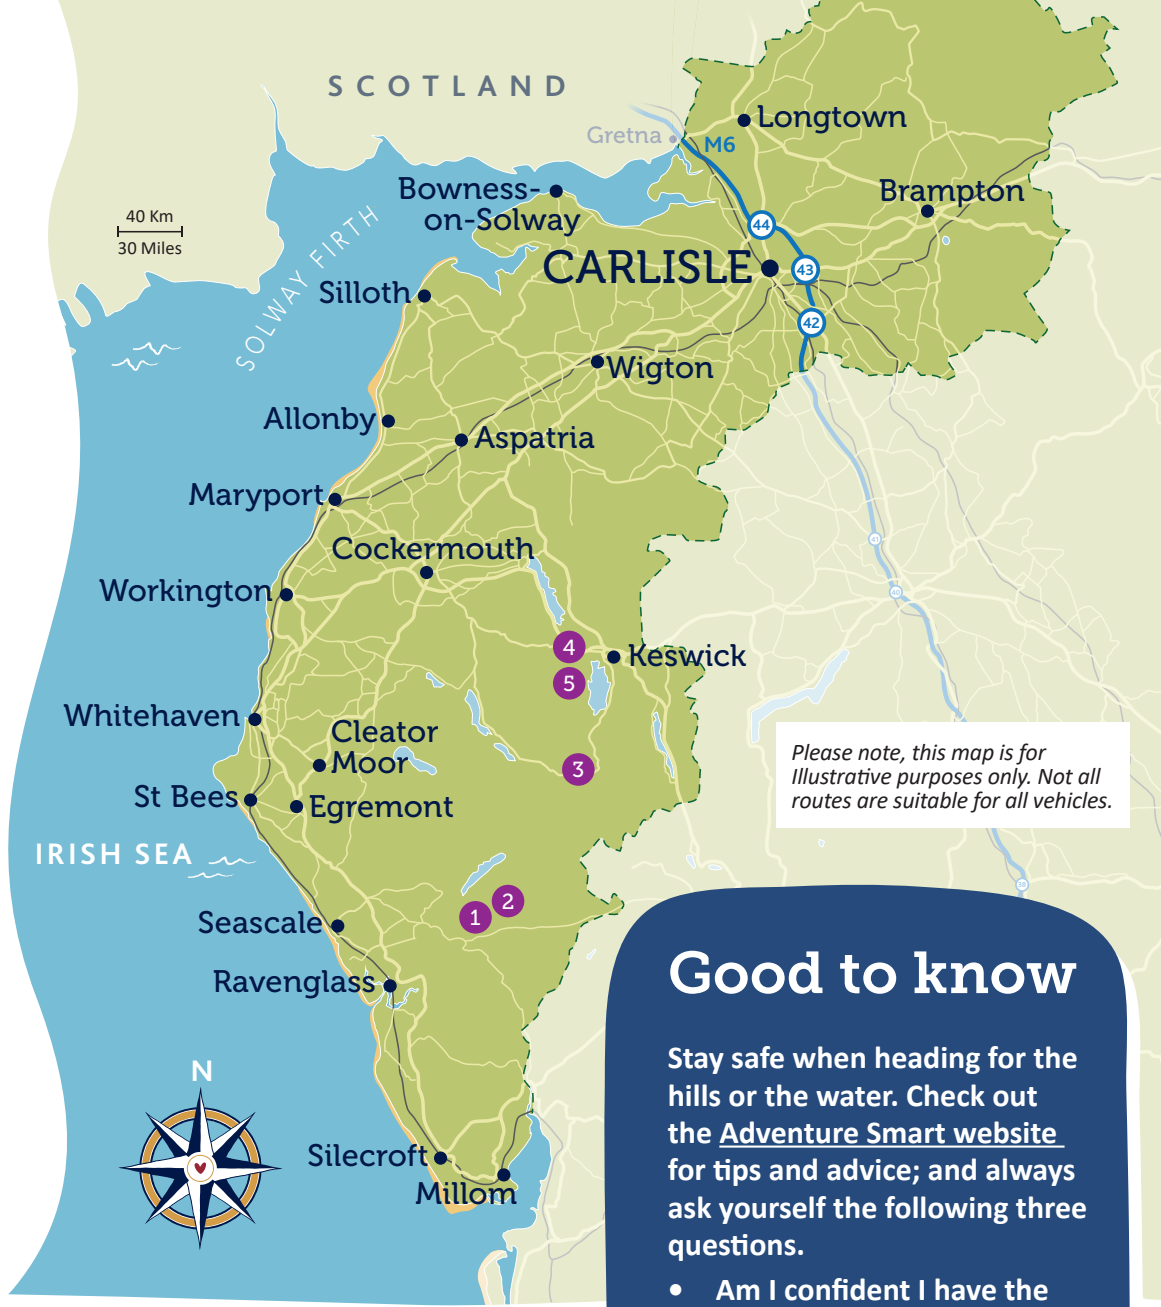 SCOTLAND
Longtown
Gretna
M6
Bowness-
on-Solway
Brampton
40 Km
30 Miles
44
SOLWAY FIRTH
CARLISLE
43
Silloth
42
Wigton
Allonby
Aspatria
Maryport
41
Cockermouth
Workington
40
4
Keswick
5
Whitehaven
Cleator
Moor
3
Please note, this map is for
Illustrative purposes only. Not all
routes are suitable for all vehicles.
St Bees
Egremont
IRISH SEA
2
1
Seascale
Ravenglass
Good to know
Stay safe when heading for the
hills or the water. Check out
the Adventure Smart website
for tips and advice; and always
ask yourself the following three
questions.
• Am I confident I have the
N
Silecroft
Millom